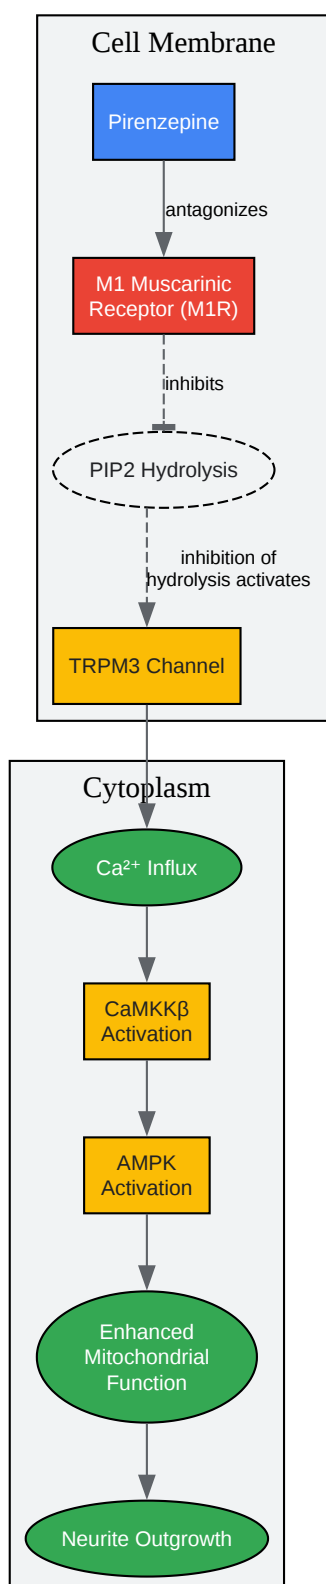 Cell Membrane
Pirenzepine
antagonizes
M1 Muscarinic
Receptor (M1R)
inhibits
PIP2 Hydrolysis
inhibition of
hydrolysis activates
TRPM3 Channel
Cytoplasm
Ca²⁺ Influx
CaMKKβ
Activation
AMPK
Activation
Enhanced
Mitochondrial
Function
Neurite Outgrowth